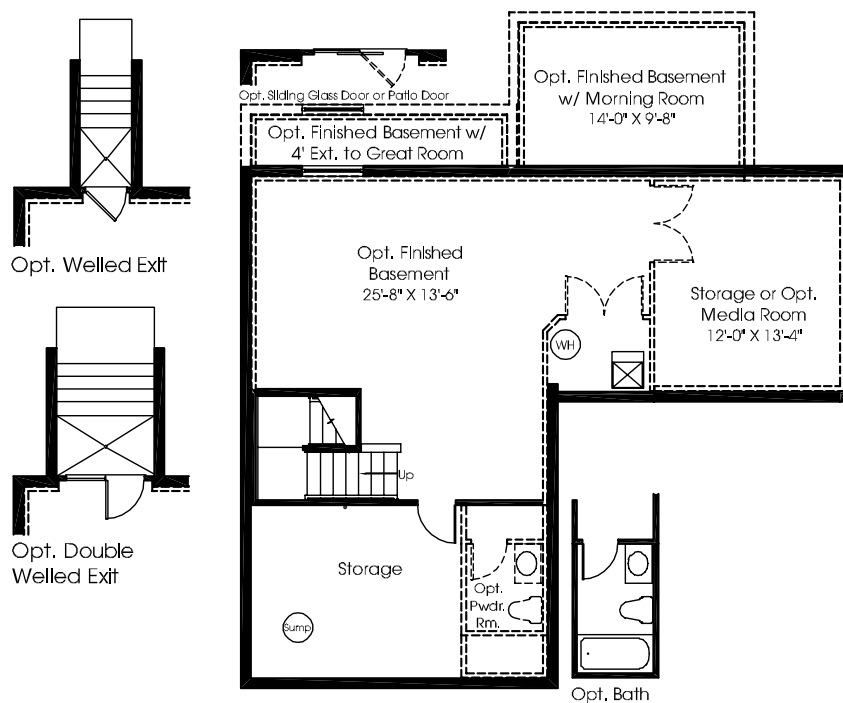 Opt. Sliding Glass Door or Patio Door
Opt. Finished Basement
w/ Morning Room
14'-0" X 9'-8"
Opt. Finished Basement w/
4' Ext. to Great Room
Opt. Welled Exit
Opt. Finished
Basement
25'-8" X 13'-6"
Storage or Opt.
Media Room
12'-0" X 13'-4"
WH
Up
Opt. Double
Welled Exit
Storage
Opt.
Pwdr.
Rm.
Sump
Opt. Bath